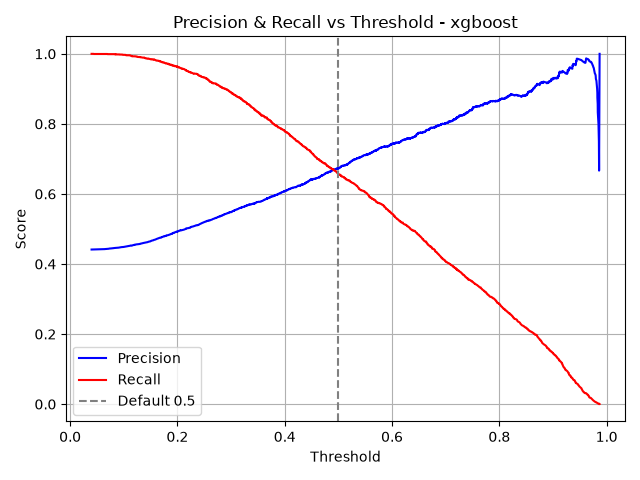 Precision & Recall vs Threshold - xgboost
Score
1.0
0.8
0.6
0.4
0.2
0.0
Precision
Recall
Default 0.5
0.0 0.2 0.4 0.6 0.8 1.0
Threshold